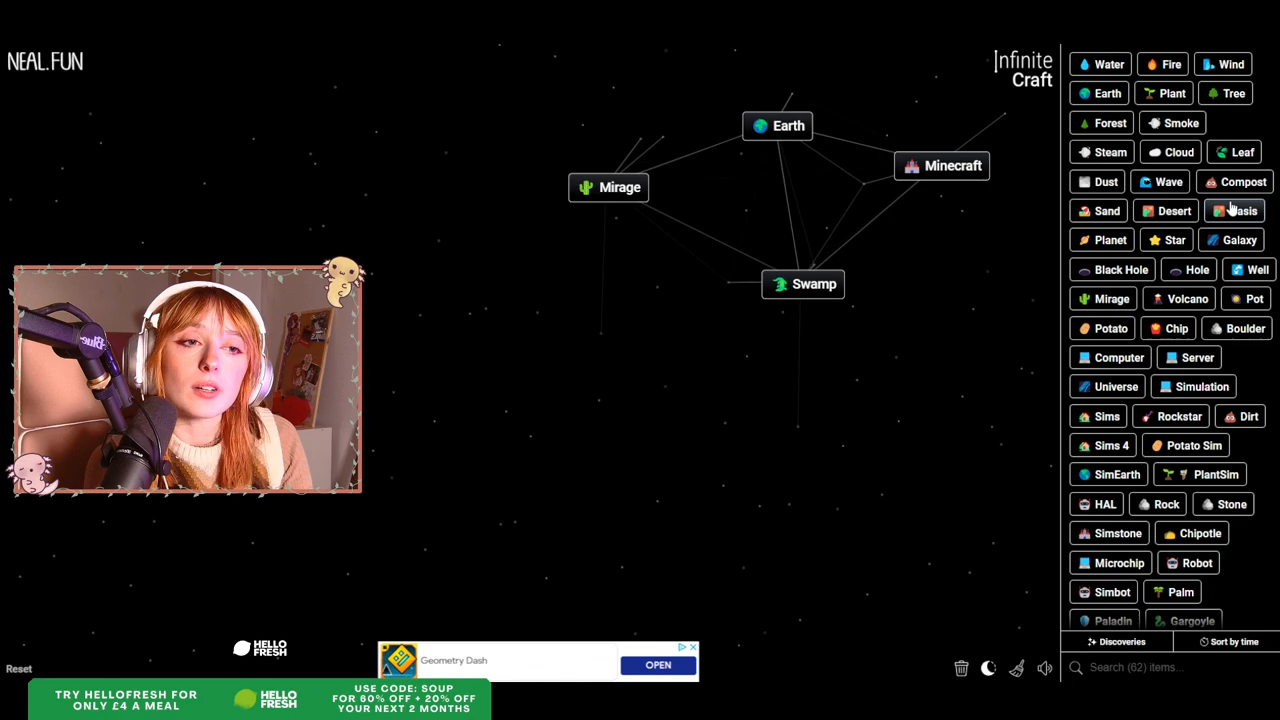 NEAL.FUN
Infinite
Craft
Earth
Minecraft
Mirage
Swamp
Water Fire Wind
Earth Plant Tree
Forest Smoke
Steam Cloud Leaf
Dust Wave Compost
Sand Desert Oasis
Planet Star Galaxy
Black Hole Hole Well
Mirage Volcano Pot
Potato Chip Boulder
Computer Server
Universe Simulation
Sims Rockstar Dirt
Sims 4 Potato Sim
SimEarth PlantSim
HAL Rock Stone
Simstone Chipotle
Microchip Robot
Simbot Palm
Paladin Gargoyle
Discoveries Sort by time
Search (62) items...
Blue
HELLO
FRESH
Geometry Dash
OPEN
Reset
TRY HELLOFRESH FOR
ONLY £4 A MEAL
HELLO
FRESH
USE CODE: SOUP
FOR 60% OFF + 20% OFF
YOUR NEXT 2 MONTHS